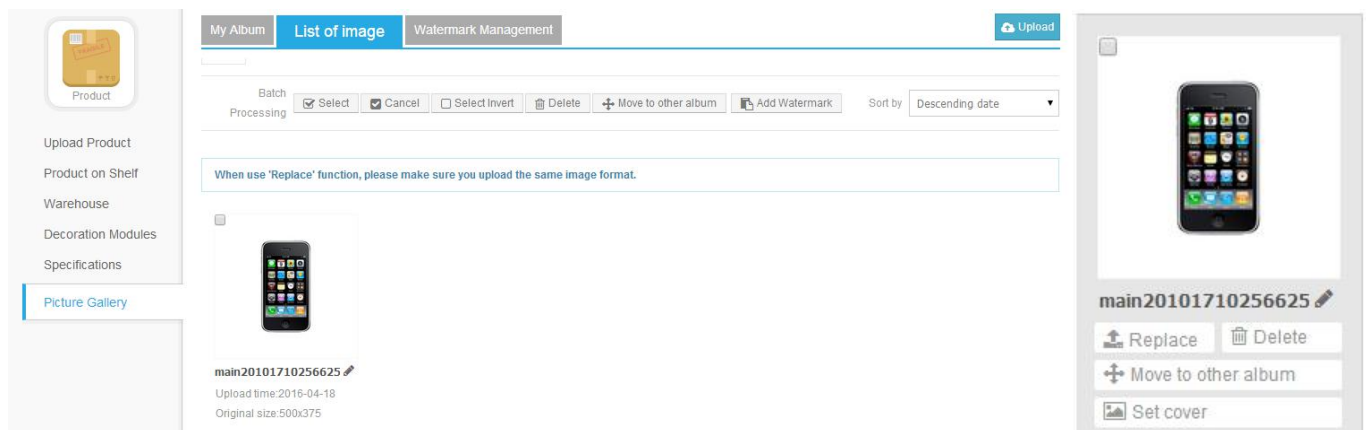 Product
Upload Product
Product on Shelf
Warehouse
Decoration Modules
Specifications
Picture Gallery
My Album
List of image
Watermark Management
Upload
Batch
Processing
Select
Cancel
Select Invert
Delete
Move to other album
Add Watermark
Sort by
Descending date
When use 'Replace' function, please make sure you upload the same image format.
main20101710256625
Upload time:2016-04-18
Original size:500x375
main20101710256625
Replace
Delete
Move to other album
Set cover